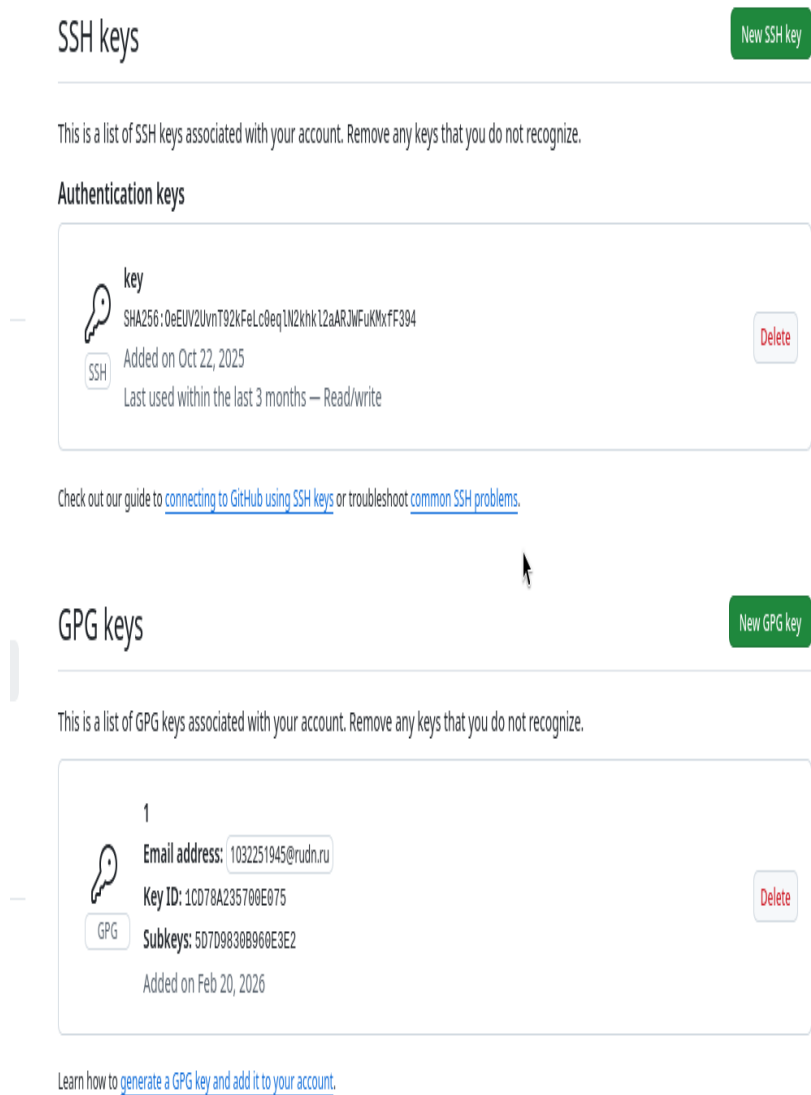 SSH keys
New SSH key
This is a list of SSH keys associated with your account. Remove any keys that you do not recognize.
Authentication keys
key
SHA256:0eEUV2UvnT92kFeLc0eqlN2khkl2aARJWFuKMxfF394
SSH
Added on Oct 22, 2025
Last used within the last 3 months — Read/write
Delete
Check out our guide to connecting to GitHub using SSH keys or troubleshoot common SSH problems.
GPG keys
New GPG key
This is a list of GPG keys associated with your account. Remove any keys that you do not recognize.
1
Email address: 1032251945@rudn.ru
Key ID: 1CD78A235700E075
GPG
Subkeys: 5D7D9830B960E3E2
Added on Feb 20, 2026
Delete
Learn how to generate a GPG key and add it to your account.